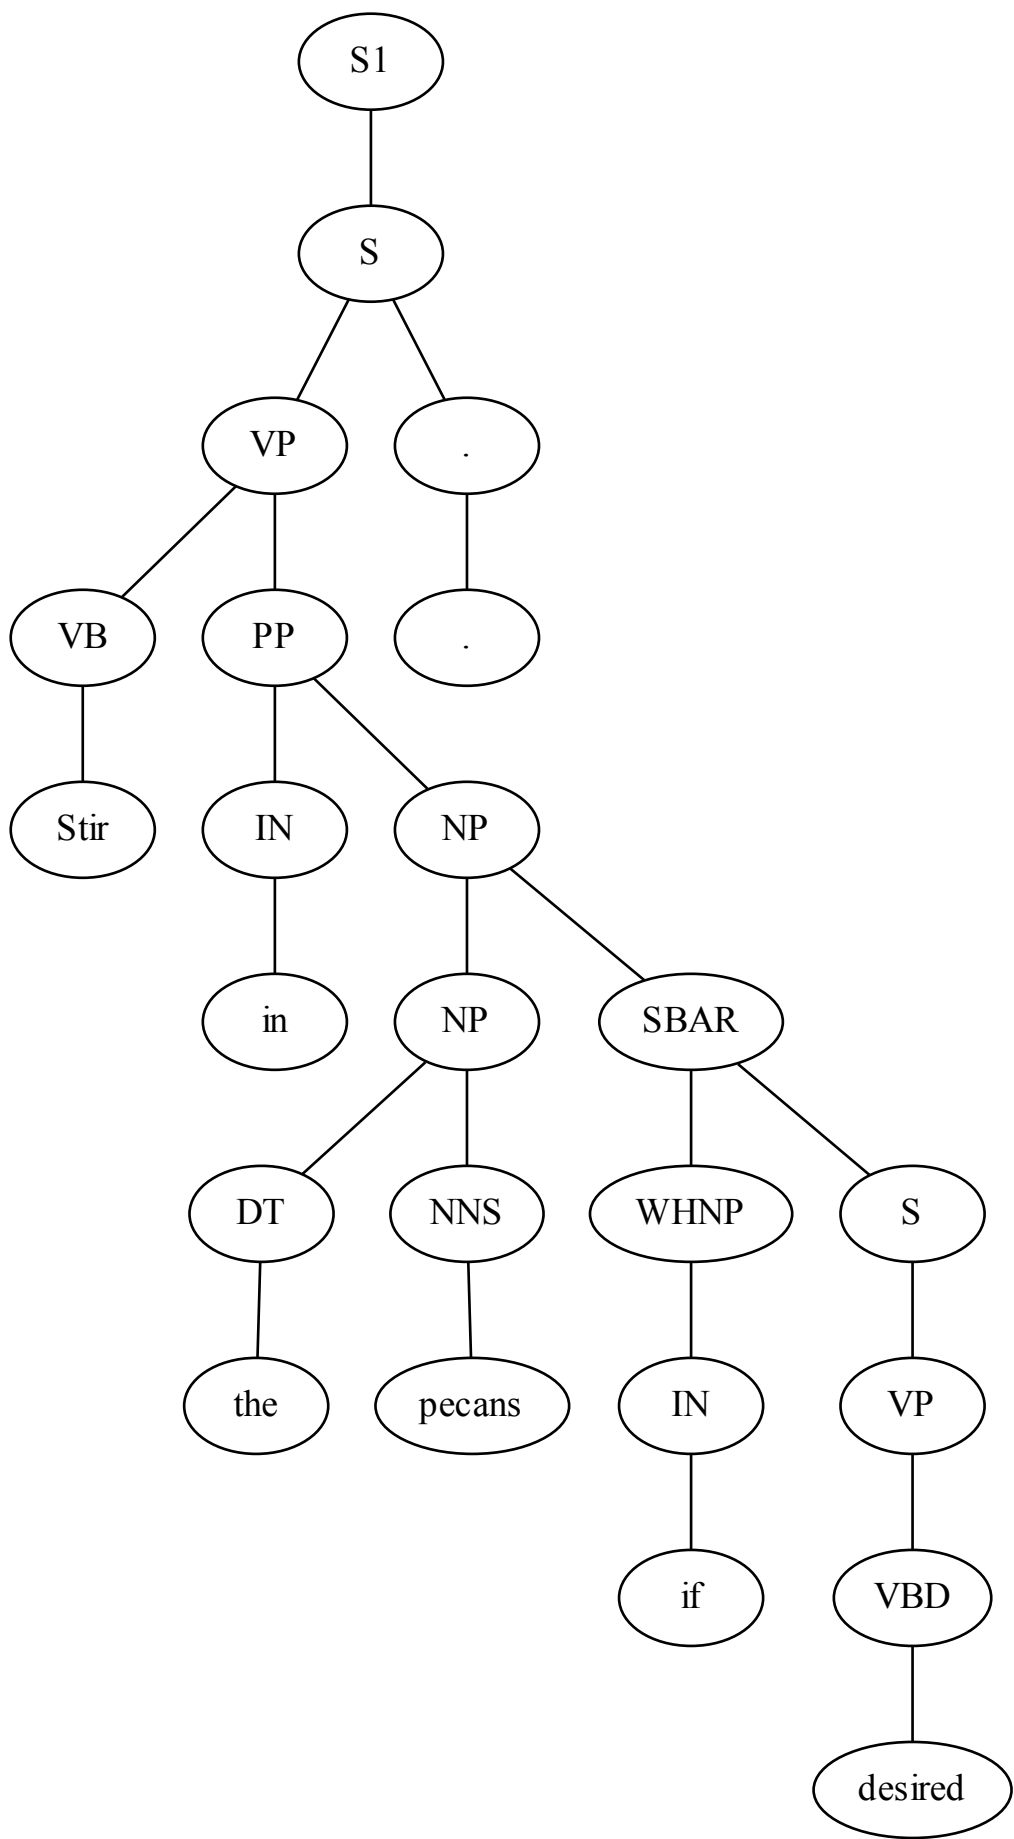 S1
S
VP .
VB PP .
Stir IN NP
in NP SBAR
DT NNS WHNP S
the pecans IN VP
if VBD
desired